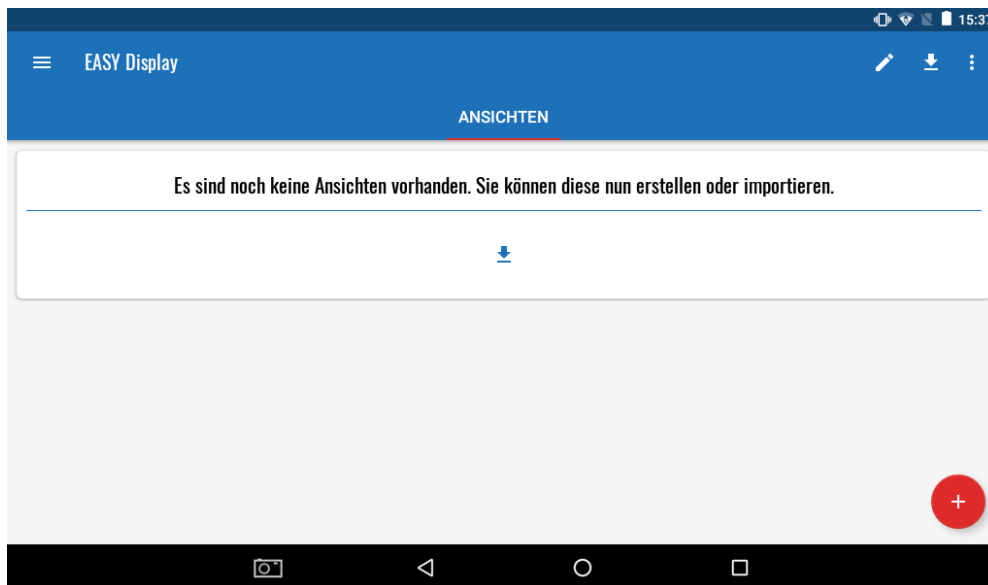 15:37
EASY Display
ANSICHTEN
Es sind noch keine Ansichten vorhanden. Sie können diese nun erstellen oder importieren.